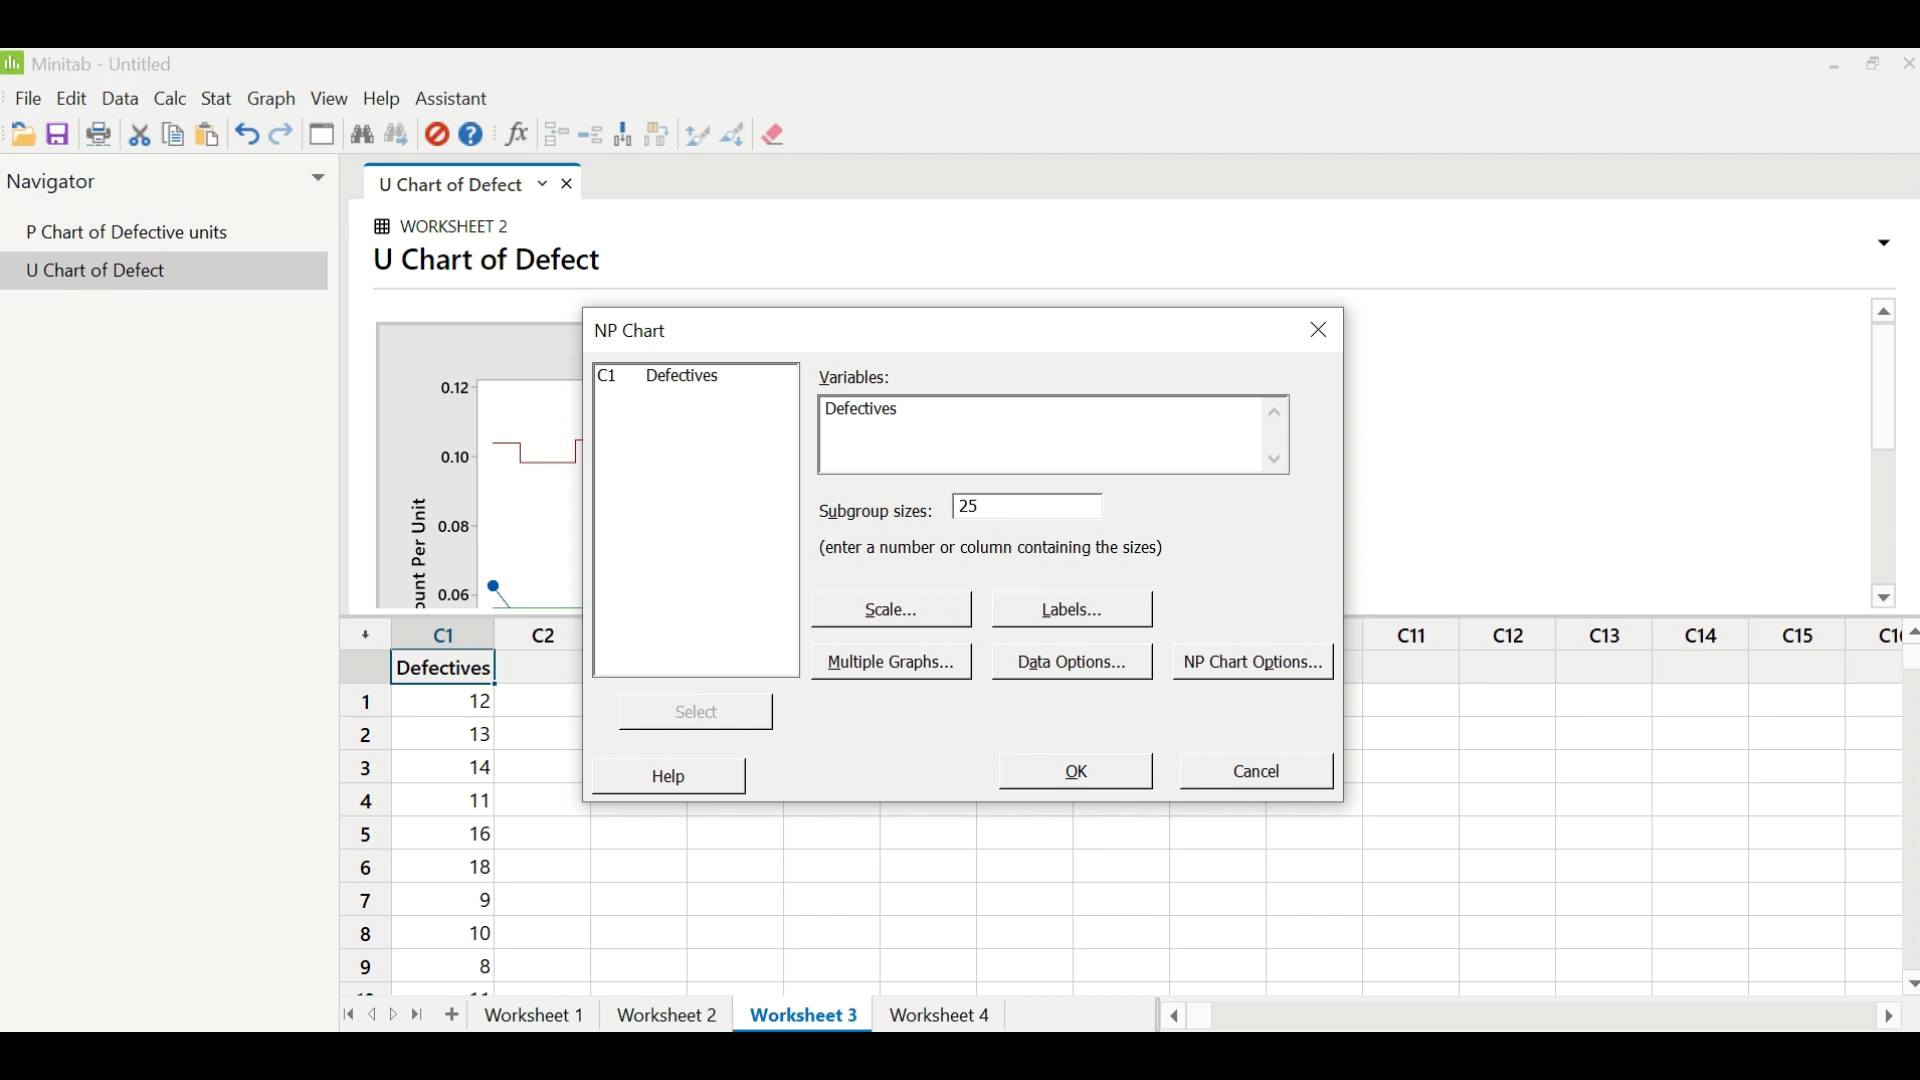 Minitab - Untitled
File Edit Data Calc Stat Graph View Help Assistant
Navigator
P Chart of Defective units
U Chart of Defect
U Chart of Defect
WORKSHEET 2
U Chart of Defect
0.12
0.10
0.08
0.06
NP Chart
C1 Defectives
Variables:
Defectives
Subgroup sizes: 25
(enter a number or column containing the sizes)
Scale... Labels...
Multiple Graphs... Data Options... NP Chart Options...
Select
Help OK Cancel
C1 C2 C11 C12 C13 C14 C15
Defectives
1 12
2 13
3 14
4 11
5 16
6 18
7 9
8 10
9 8
Worksheet 1 Worksheet 2 Worksheet 3 Worksheet 4